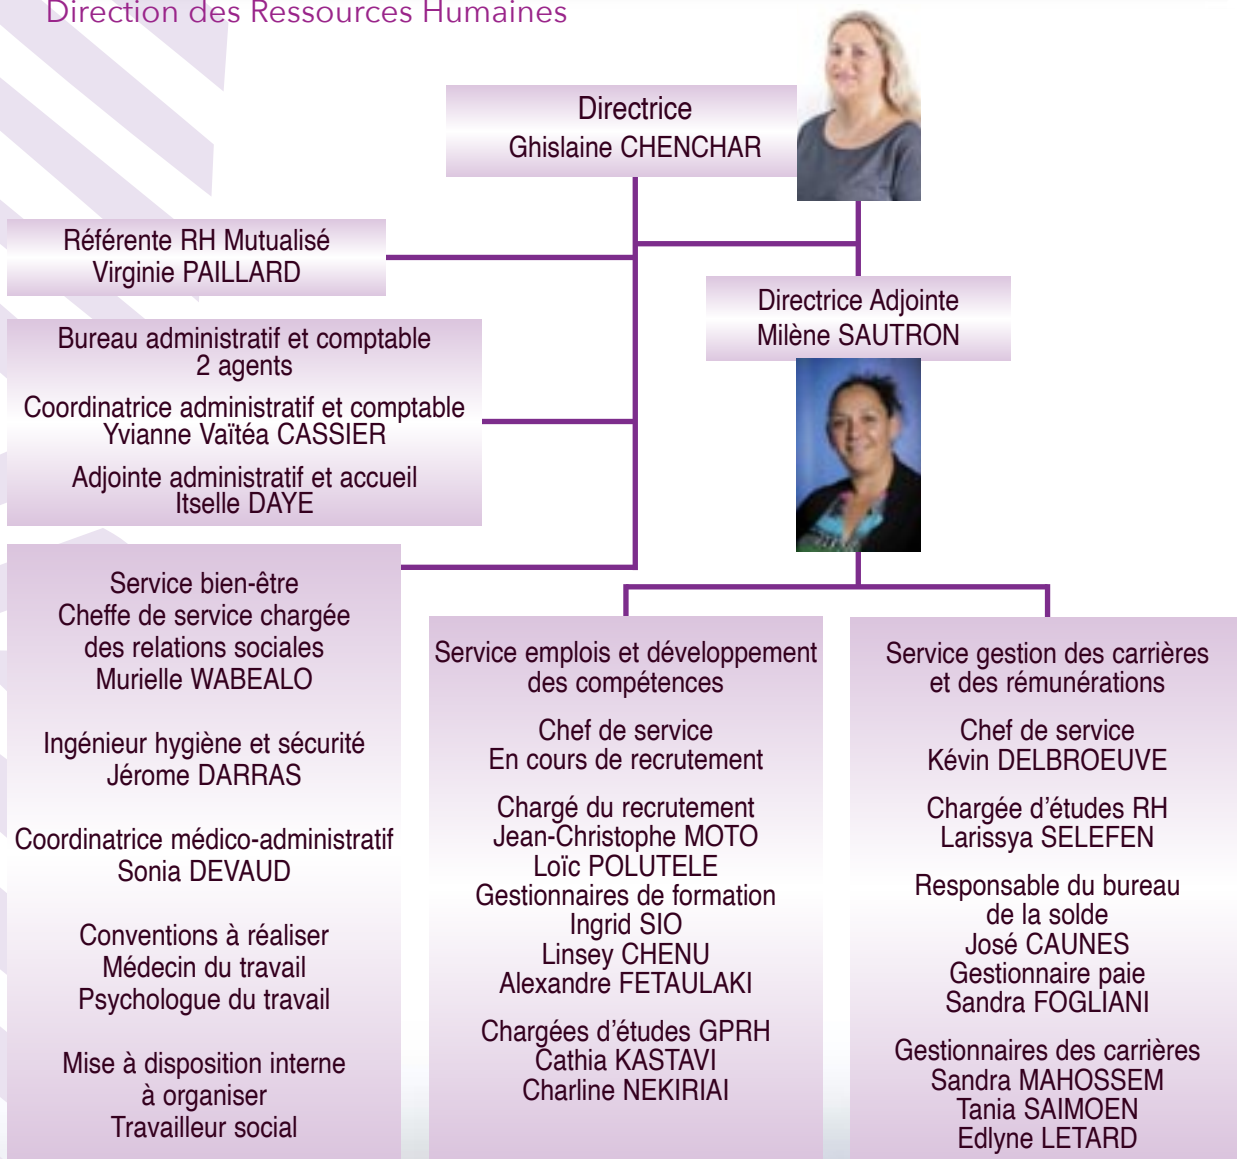 Direction des Ressources Humaines
Directrice
Ghislaine CHENCHAR
Référente RH Mutualisé
Virginie PAILLARD
Directrice Adjointe
Milène SAUTRON
Bureau administratif et comptable
2 agents
Coordinatrice administratif et comptable
Yvianne Vaïtéa CASSIER
Adjointe administratif et accueil
Itselle DAYE
Service bien-être
Cheffe de service chargée
des relations sociales
Murielle WABEALO
Ingénieur hygiène et sécurité
Jérome DARRAS
Coordinatrice médico-administratif
Sonia DEVAUD
Conventions à réaliser
Médecin du travail
Psychologue du travail
Mise à disposition interne
à organiser
Travailleur social
Service emplois et développement
des compétences
Chef de service
En cours de recrutement
Chargé du recrutement
Jean-Christophe MOTO
Loïc POLUTELE
Gestionnaires de formation
Ingrid SIO
Linsey CHENU
Alexandre FETAULAKI
Chargées d'études GPRH
Cathia KASTAVI
Charline NEKIRIAI
Service gestion des carrières
et des rémunérations
Chef de service
Kévin DELBROEUVE
Chargée d'études RH
Larissya SELEFEN
Responsable du bureau
de la solde
José CAUNES
Gestionnaire paie
Sandra FOGLIANI
Gestionnaires des carrières
Sandra MAHOSSEM
Tania SAIMOEN
Edlyne LETARD